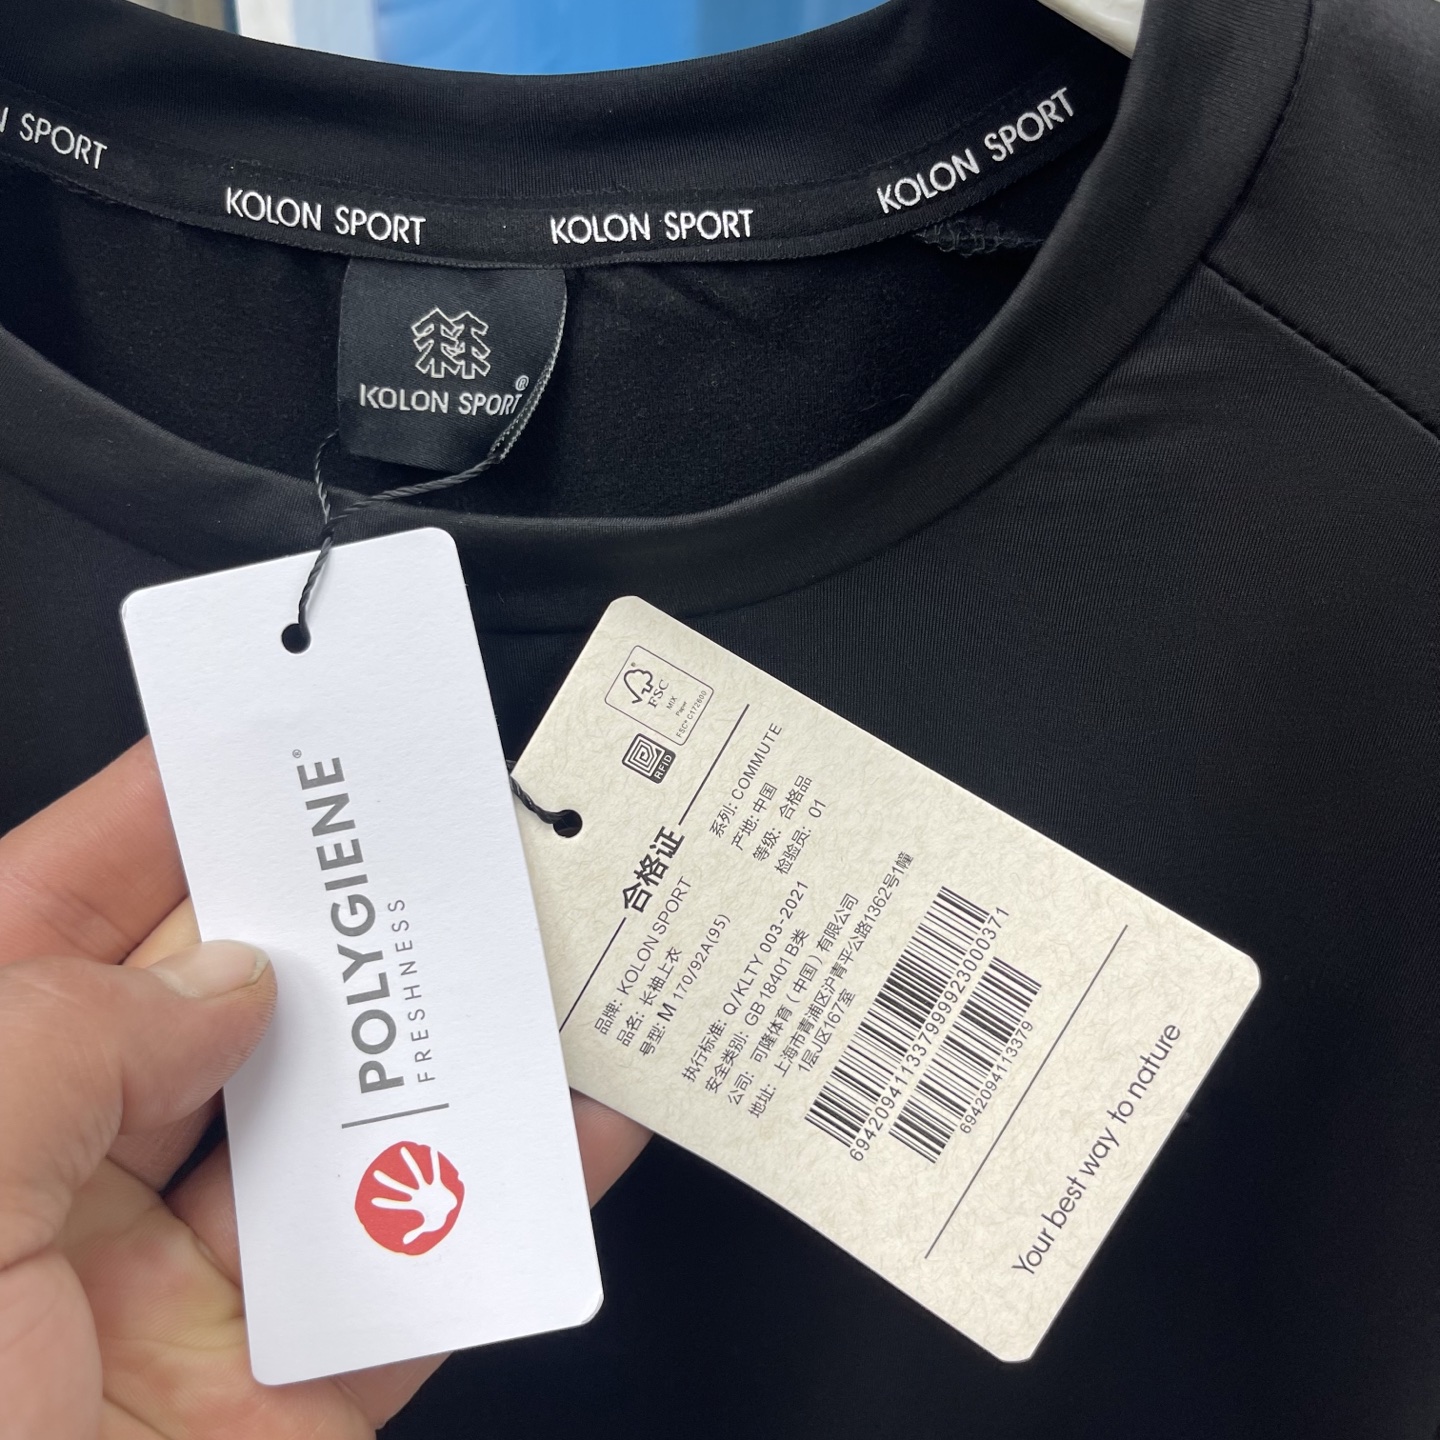 N SPORT
KOLON SPORT
KOLON SPORT
KOLON SPORT
KOLON SPORT®
POLYGIENE®
FRESHNESS
FSC®
MIX
Paper
FSC® C172800
RFID
合格证
品牌: KOLON SPORT
品名: 长袖上衣
号型: M 170/92A(95)
系列: COMMUTE
产地: 中国
等级: 合格品
检验员: 01
执行标准: Q/KLTY 003-2021
安全类别: GB 18401 B类
公司: 可隆体育（中国）有限公司
地址: 上海市青浦区沪青平公路1362号1幢
1层J区167室
6942094113379999923000371
6942094113379
Your best way to nature